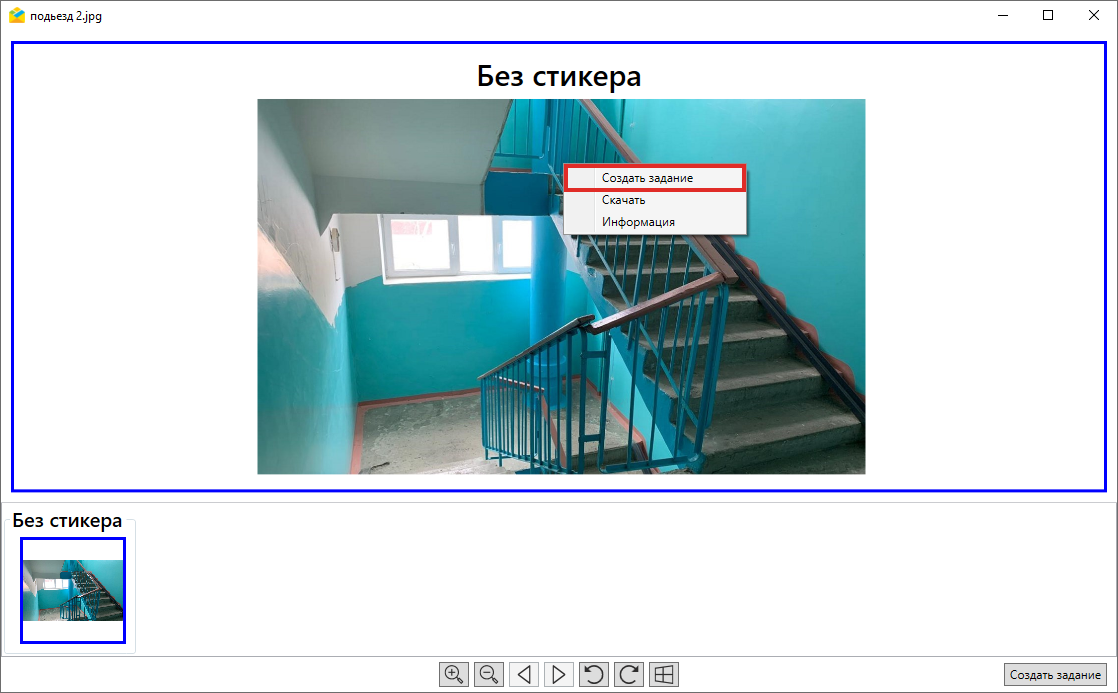 подьезд 2.jpg
Без стикера
Создать задание
Скачать
Информация
Без стикера
Создать задание